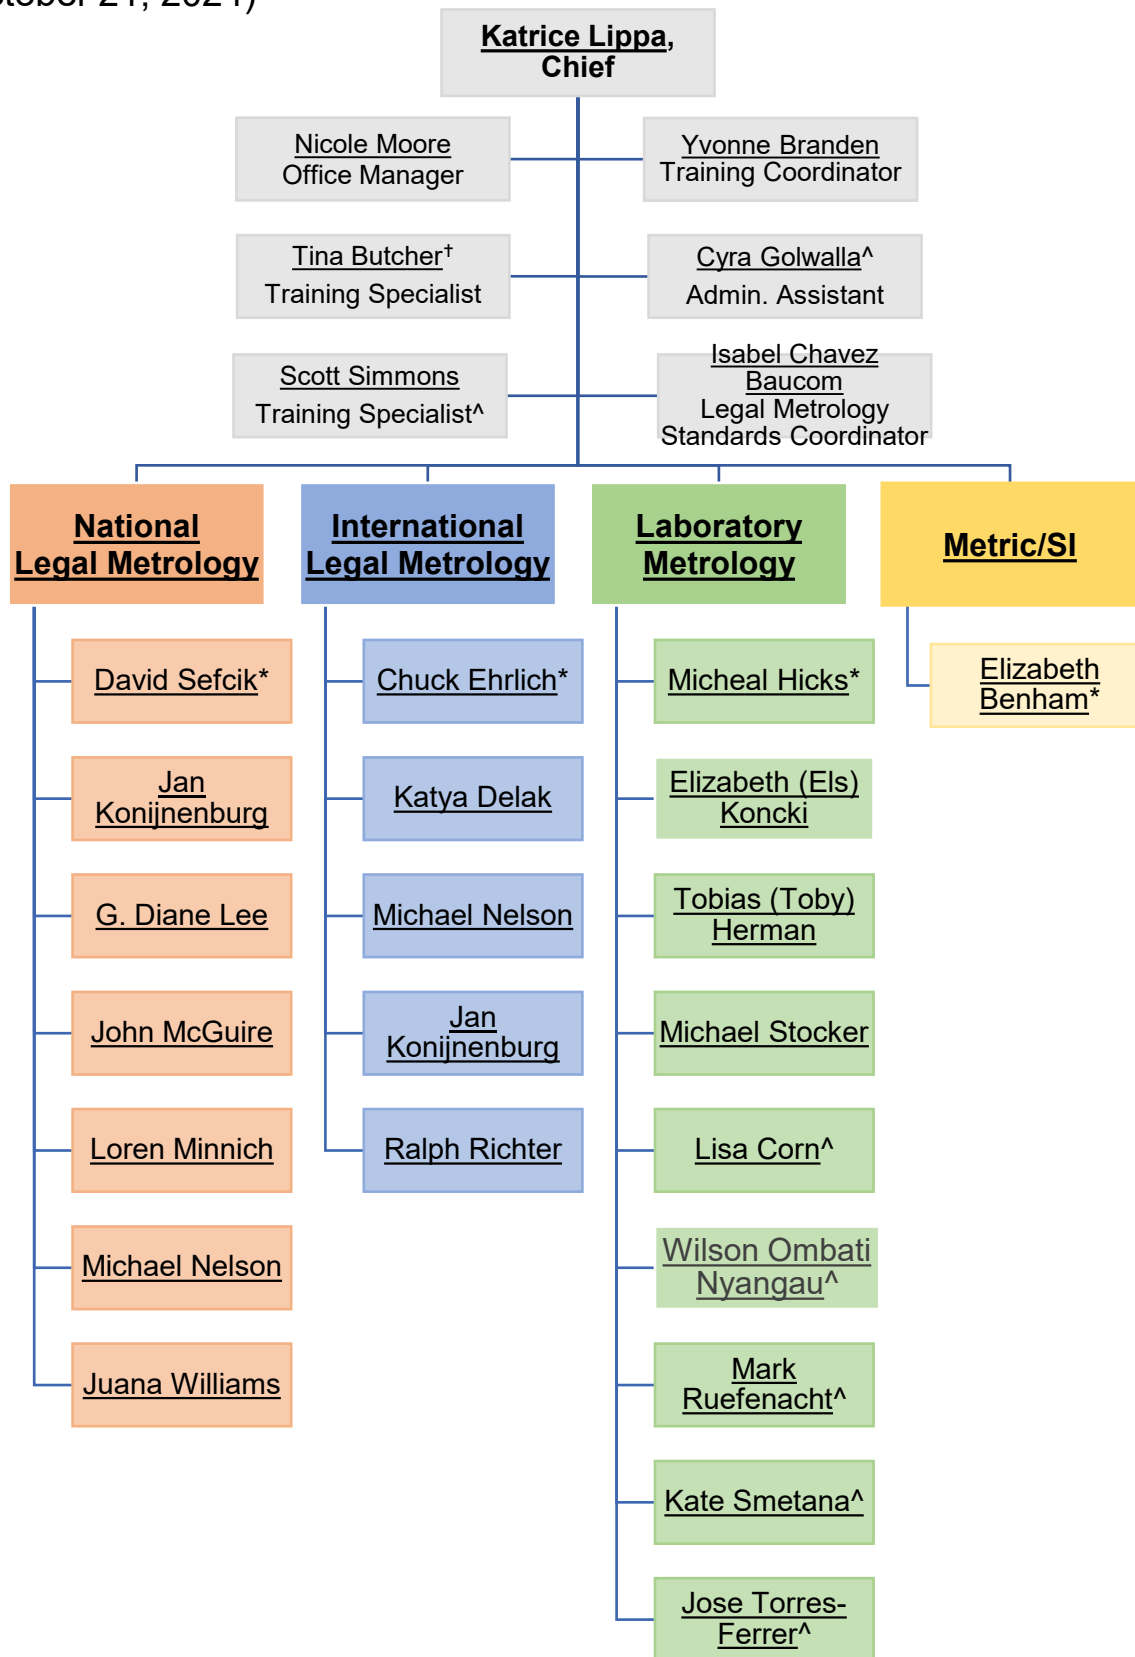 tober 21, 2024)
Katrice Lippa,
Chief
Nicole Moore
Office Manager
Yvonne Branden
Training Coordinator
Tina Butcher†
Training Specialist
Cyra Golwalla^
Admin. Assistant
Scott Simmons
Training Specialist^
Isabel Chavez
Baucom
Legal Metrology
Standards Coordinator
National
Legal Metrology
International
Legal Metrology
Laboratory
Metrology
Metric/SI
David Sefcik*
Jan
Konijnenburg
G. Diane Lee
John McGuire
Loren Minnich
Michael Nelson
Juana Williams
Chuck Ehrlich*
Katya Delak
Michael Nelson
Jan
Konijnenburg
Ralph Richter
Micheal Hicks*
Elizabeth (Els)
Koncki
Tobias (Toby)
Herman
Michael Stocker
Lisa Corn^
Wilson Ombati
Nyangau^
Mark
Ruefenacht^
Kate Smetana^
Jose Torres-
Ferrer^
Elizabeth
Benham*